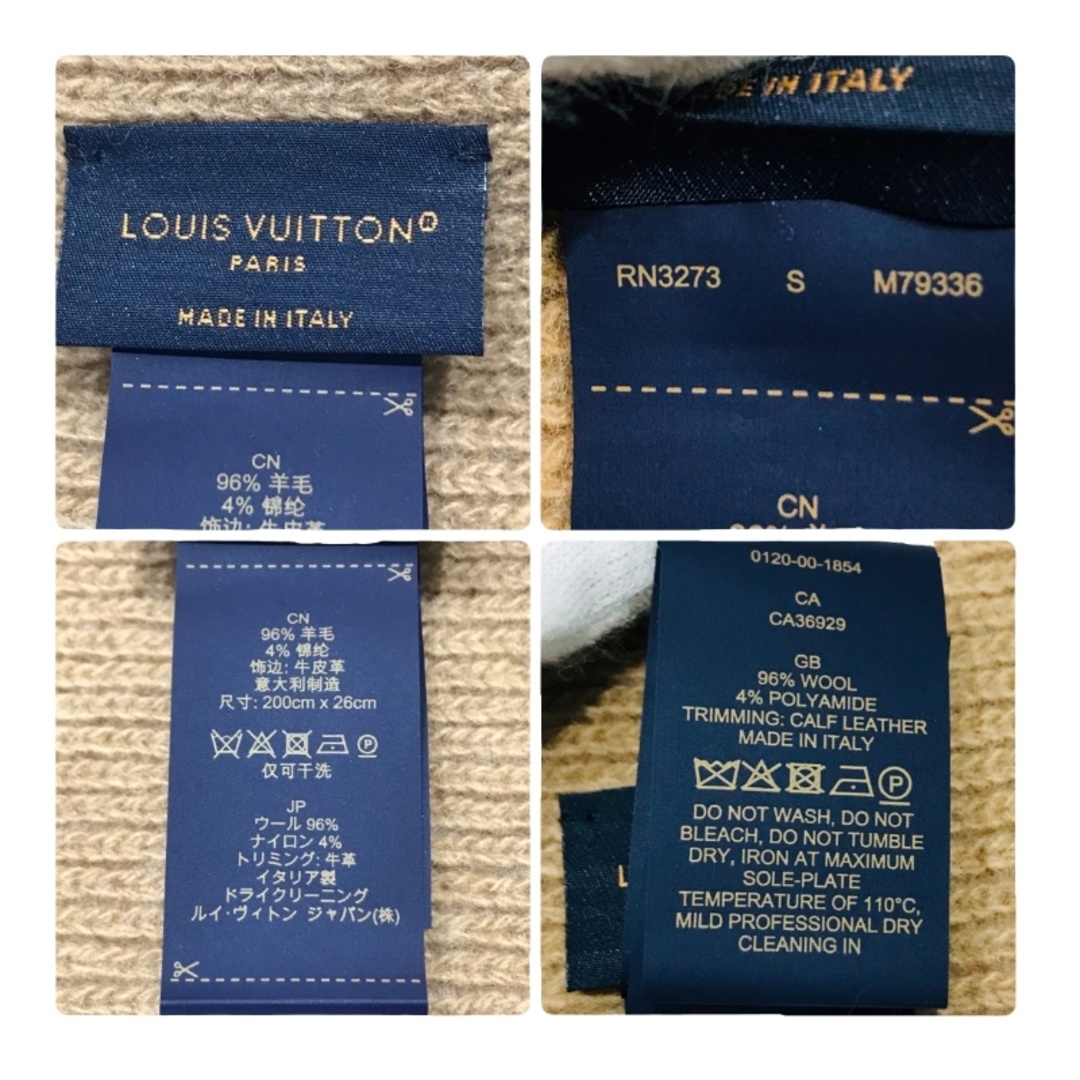 LOUIS VUITTON®
PARIS
MADE IN ITALY
CN
96% 羊毛
4% 锦纶
饰边: 牛皮革
IN ITALY
RN3273 S M79336
CN
CN
96% 羊毛
4% 锦纶
饰边: 牛皮革
意大利制造
尺寸: 200cm x 26cm
P
仅可干洗
JP
ウール 96%
ナイロン 4%
トリミング: 牛革
イタリア製
ドライクリーニング
ルイ・ヴィトン ジャパン(株)
0120-00-1854
CA
CA36929
GB
96% WOOL
4% POLYAMIDE
TRIMMING: CALF LEATHER
MADE IN ITALY
P
DO NOT WASH, DO NOT
BLEACH, DO NOT TUMBLE
DRY, IRON AT MAXIMUM
SOLE-PLATE
TEMPERATURE OF 110°C,
MILD PROFESSIONAL DRY
CLEANING IN